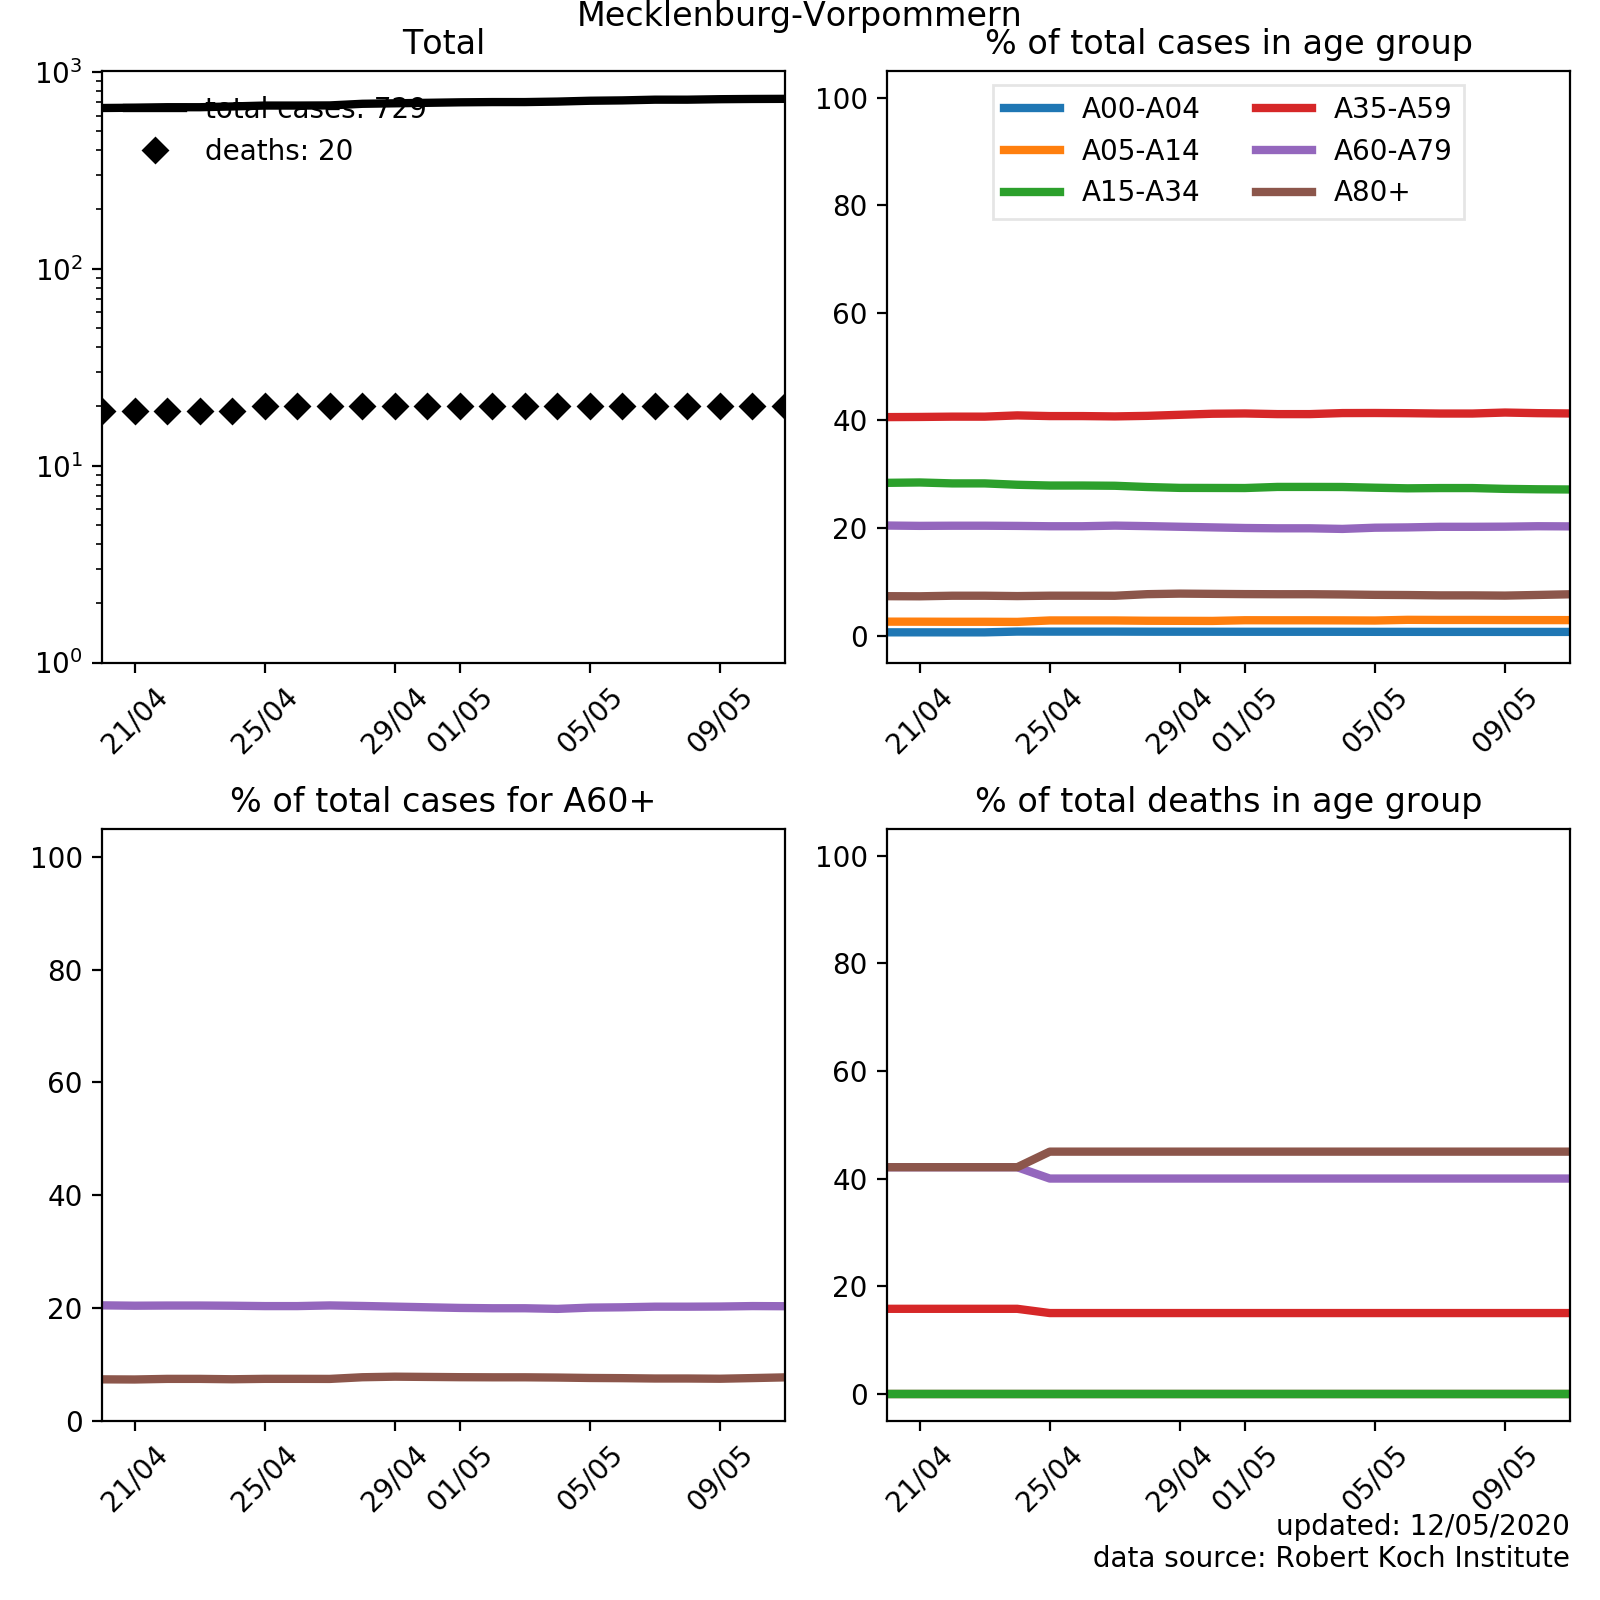 Mecklenburg-Vorpommern
Total
10³
10²
10¹
10⁰
total cases: 729
deaths: 20
21/04 25/04 29/04 01/05 05/05 09/05
% of total cases in age group
100
80
60
40
20
0
A00-A04 A35-A59
A05-A14 A60-A79
A15-A34 A80+
21/04 25/04 29/04 01/05 05/05 09/05
% of total cases for A60+
100
80
60
40
20
0
21/04 25/04 29/04 01/05 05/05 09/05
% of total deaths in age group
100
80
60
40
20
0
21/04 25/04 29/04 01/05 05/05 09/05
updated: 12/05/2020
data source: Robert Koch Institute